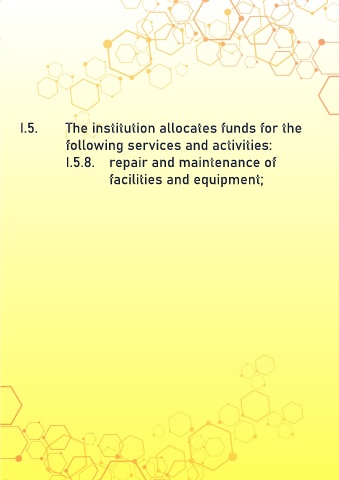 I.5. The institution allocates funds for the
following services and activities:
I.5.8. repair and maintenance of
facilities and equipment;